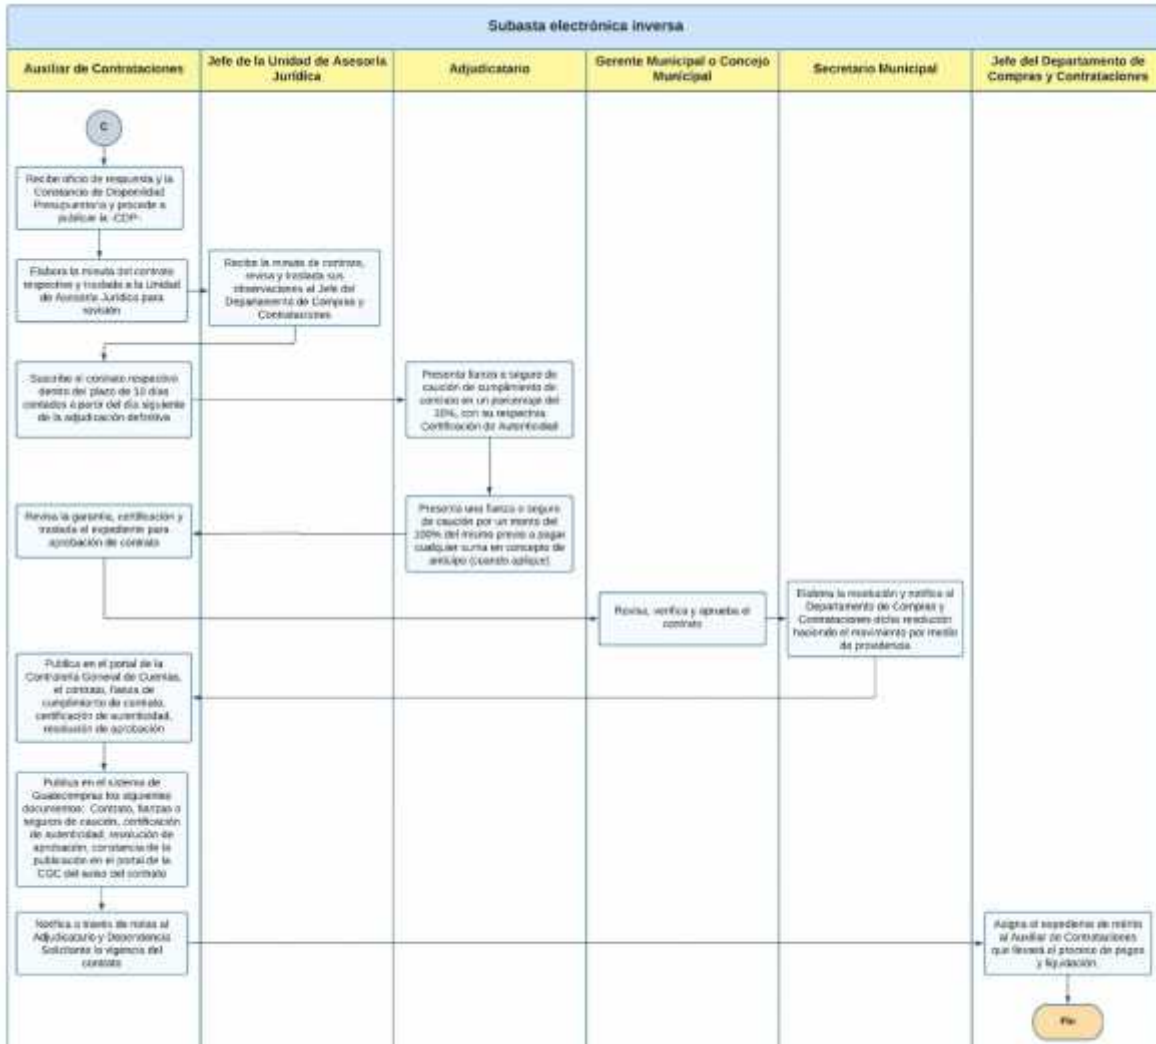 Subasta electrónica inversa
Auxiliar de Contrataciones
Jefe de la Unidad de Asesoría
Jurídica
Adjudicatario
Gerente Municipal o Concejo
Municipal
Secretario Municipal
Jefe del Departamento de
Compras y Contrataciones
C
Recibe oficio de respuesta y la
Constancia de Disponilidad
Presupuestaria y procede a
publicar la -CDP-
Elabora la minuta del contrato
respectivo y traslada a la Unidad
de Asesoría Jurídica para
revisión
Recibe la minuta de contrato,
revisa y traslada sus
observaciones al Jefe del
Departamento de Compras y
Contrataciones
Suscribe el contrato respectivo
dentro del plazo de 10 días
contados a partir del día siguiente
de la adjudicación definitiva
Presenta fianza o seguro de
caución de cumplimiento de
contrato en un porcentaje del
10%, con su respectiva
Certificación de Autenticidad
Presenta una fianza o seguro
de caución por un monto del
100% del mismo previo a pagar
cualquier suma en concepto de
anticipo (cuando aplique)
Revisa la garantía, certificación y
traslada el expediente para
aprobación de contrato
Revisa, verifica y aprueba el
contrato
Elabora la resolución y notifica al
Departamento de Compras y
Contrataciones dicha resolución
haciendo el movimiento por medio
de providencia
Publica en el portal de la
Contraloría General de Cuentas,
el contrato, fianza de
cumplimiento de contrato,
certificación de autenticidad,
resolución de aprobación
Publica en el sistema de
Guatecompras los siguientes
documentos: Contrato, fianzas o
seguros de caución, certificación
de autenticidad, resolución de
aprobación, constancia de la
publicación en el portal de la
CGC del aviso del contrato
Notifica a través de notas al
Adjudicatario y Dependencia
Solicitante la vigencia del
contrato
Asigna el expediente de mérito
al Auxiliar de Contrataciones
que llevará el proceso de pagos
y liquidación.
Fin